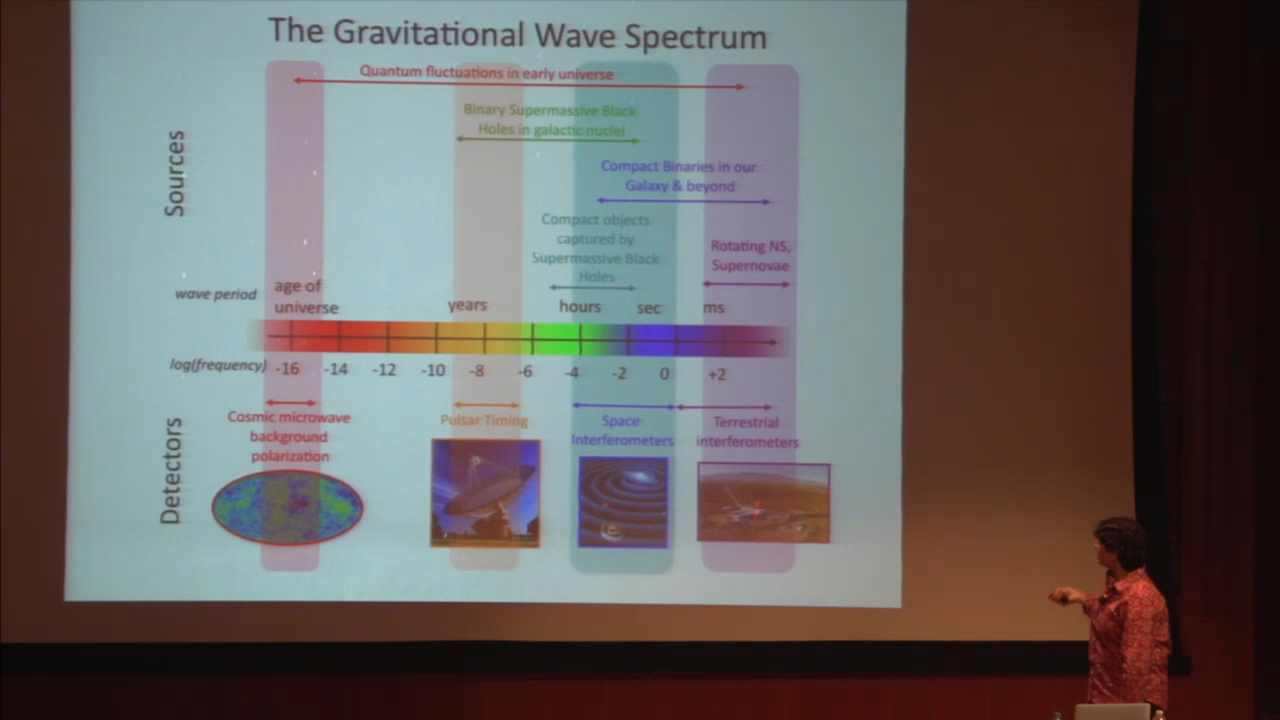 The Gravitational Wave Spectrum
Quantum fluctuations in early universe
Binary Supermassive Black
Holes in galactic nuclei
Compact Binaries in our
Galaxy & beyond
Compact objects
captured by
Supermassive Black
Holes
Rotating NS,
Supernovae
Sources
wave period
age of
universe
years
hours
sec
ms
log(frequency)
-16 -14 -12 -10 -8 -6 -4 -2 0 +2
Detectors
Cosmic microwave
background
polarization
Pulsar Timing
Space
Interferometers
Terrestrial
interferometers